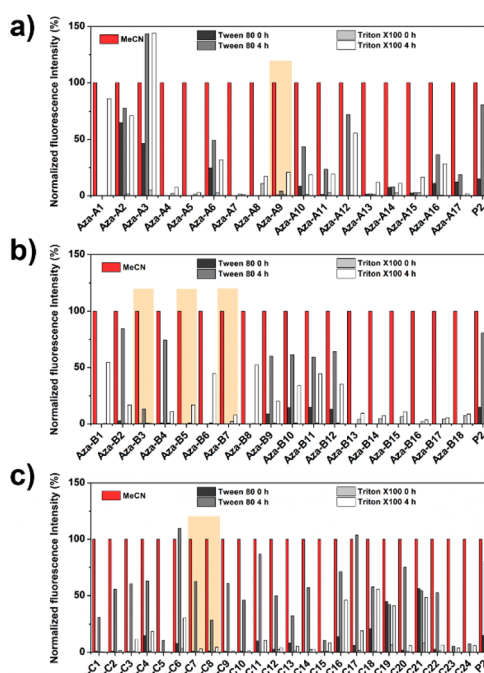 a)
Normalized fluorescence Intensity (%)
150
100
50
0
MeCN
Tween 80 0 h
Tween 80 4 h
Triton X100 0 h
Triton X100 4 h
Aza-A1 Aza-A2 Aza-A3 Aza-A4 Aza-A5 Aza-A6 Aza-A7 Aza-A8 Aza-A9 Aza-A10 Aza-A11 Aza-A12 Aza-A13 Aza-A14 Aza-A15 Aza-A16 Aza-A17 P2
b)
Normalized fluorescence Intensity (%)
150
100
50
0
MeCN
Tween 80 0 h
Tween 80 4 h
Triton X100 0 h
Triton X100 4 h
Aza-B1 Aza-B2 Aza-B3 Aza-B4 Aza-B5 Aza-B6 Aza-B7 Aza-B8 Aza-B9 Aza-B10 Aza-B11 Aza-B12 Aza-B13 Aza-B14 Aza-B15 Aza-B16 Aza-B17 Aza-B18 P2
c)
Normalized fluorescence Intensity (%)
150
100
50
0
MeCN
Tween 80 0 h
Tween 80 4 h
Triton X100 0 h
Triton X100 4 h
-C1 -C2 -C3 -C4 -C5 -C6 -C7 -C8 -C9 C10 C11 C12 C13 C14 C15 C16 C17 C18 C19 C20 C21 C22 C23 C24 P2